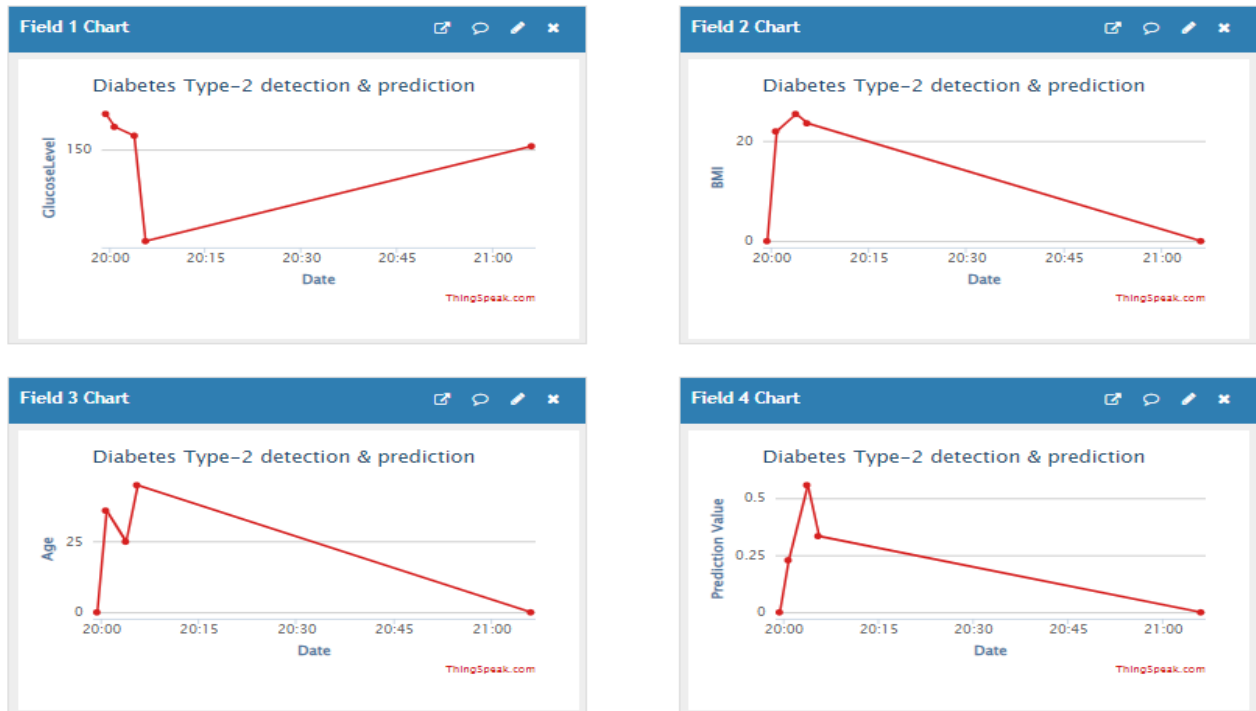 Field 1 Chart
Diabetes Type-2 detection & prediction
GlucoseLevel
150
20:00 20:15 20:30 20:45 21:00
Date
ThingSpeak.com
Field 2 Chart
Diabetes Type-2 detection & prediction
BMI
20
0
20:00 20:15 20:30 20:45 21:00
Date
ThingSpeak.com
Field 3 Chart
Diabetes Type-2 detection & prediction
Age
25
0
20:00 20:15 20:30 20:45 21:00
Date
ThingSpeak.com
Field 4 Chart
Diabetes Type-2 detection & prediction
Prediction Value
0.5
0.25
0
20:00 20:15 20:30 20:45 21:00
Date
ThingSpeak.com